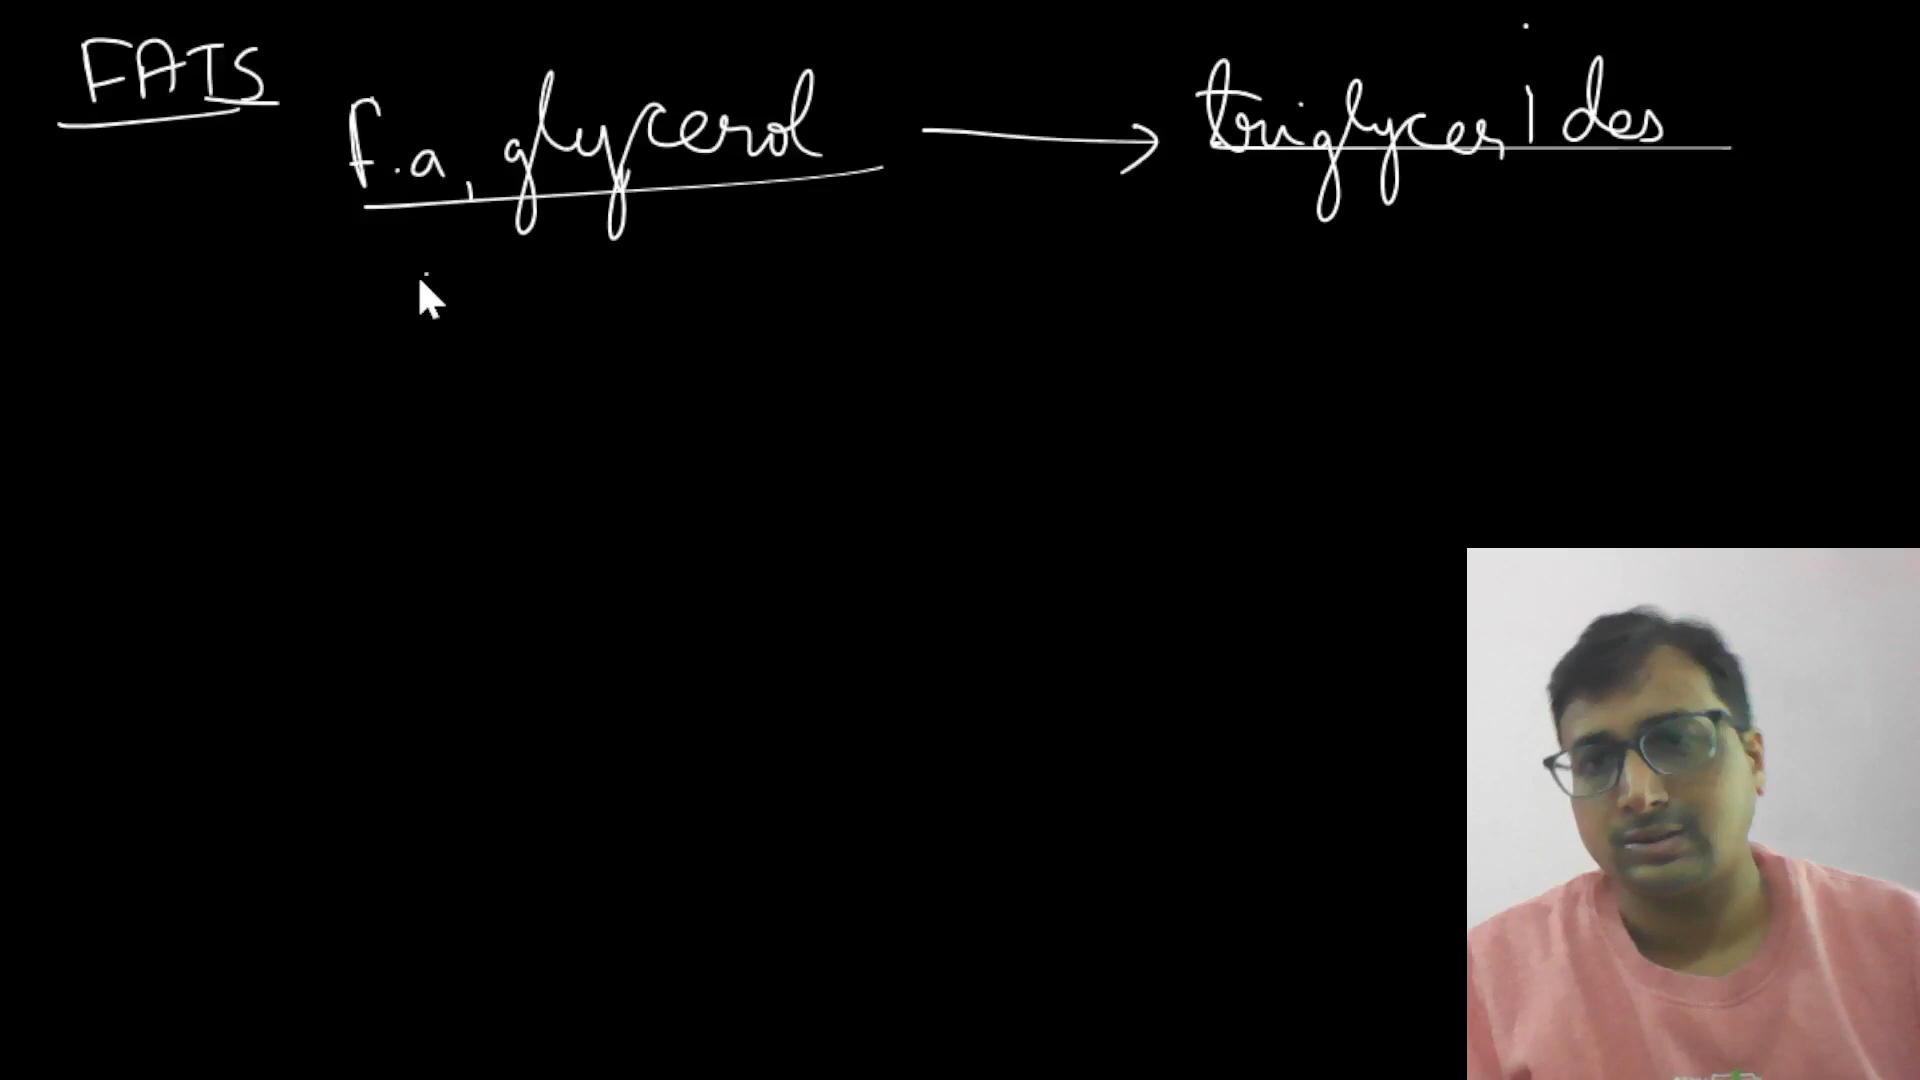 FATS
f.a, glycerol → triglycerides